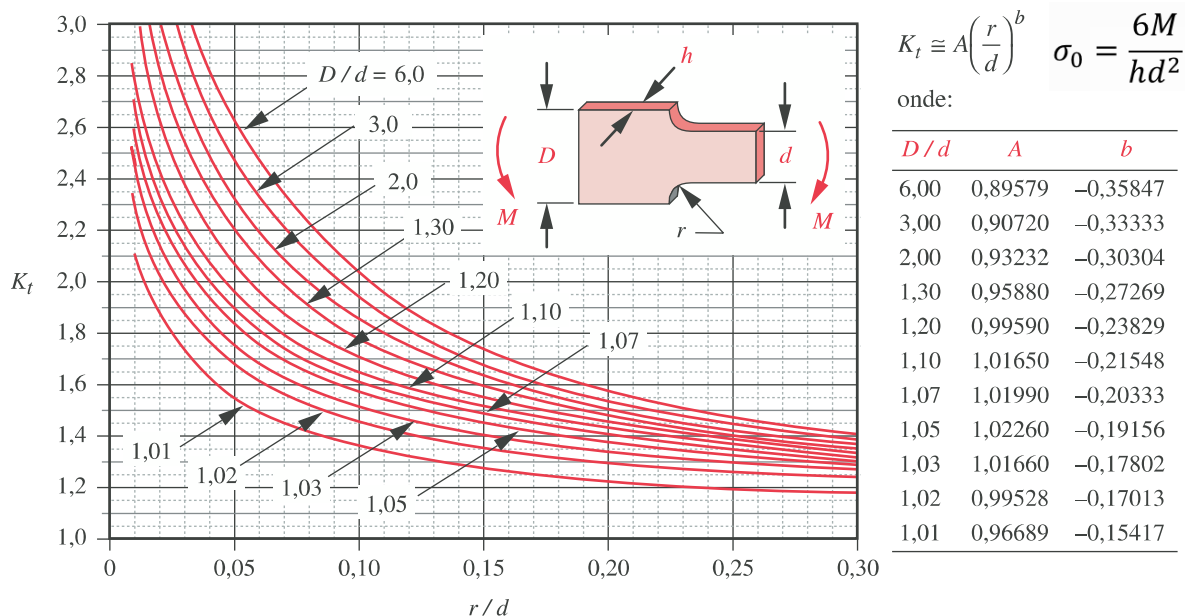 3,0
2,8
2,6
2,4
2,2
2,0
1,8
1,6
1,4
1,2
1,0
K_t
0
0,05
0,10
0,15
0,20
0,25
0,30
r / d
D / d = 6,0
3,0
2,0
1,30
1,20
1,10
1,07
1,01
1,02
1,03
1,05
h
D
d
M
r
M
K_t ≅ A(r/d)^b
σ_0 = 6M/hd²
onde:
D / d A b
6,00 0,89579 –0,35847
3,00 0,90720 –0,33333
2,00 0,93232 –0,30304
1,30 0,95880 –0,27269
1,20 0,99590 –0,23829
1,10 1,01650 –0,21548
1,07 1,01990 –0,20333
1,05 1,02260 –0,19156
1,03 1,01660 –0,17802
1,02 0,99528 –0,17013
1,01 0,96689 –0,15417